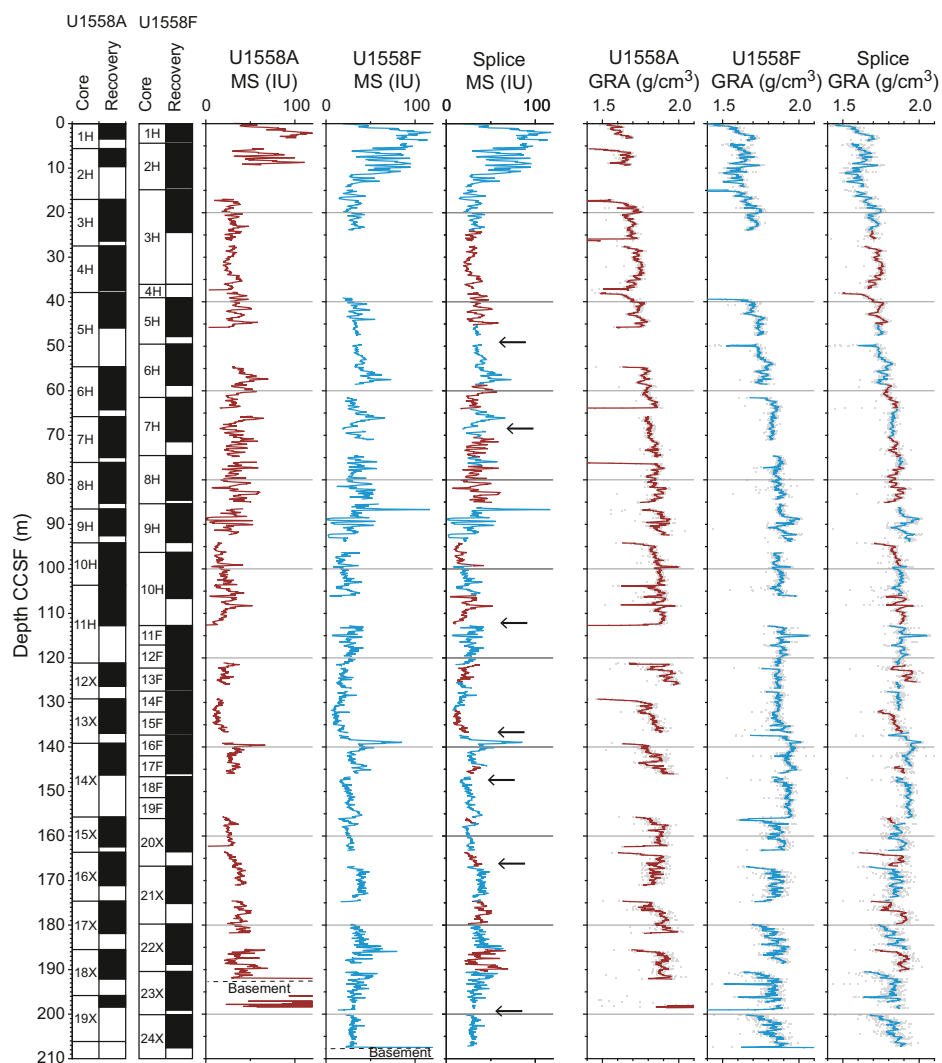 U1558A U1558F
Core Recovery Core Recovery
U1558A MS (IU) U1558F MS (IU) Splice MS (IU) U1558A GRA (g/cm³) U1558F GRA (g/cm³) Splice GRA (g/cm³)
0 100 0 100 0 100 1.5 2.0 1.5 2.0 1.5 2.0
Depth CCSF (m)
0
10
20
30
40
50
60
70
80
90
100
110
120
130
140
150
160
170
180
190
200
210
1H
2H
3H
4H
5H
6H
7H
8H
9H
10H
11H
12X
13X
14X
15X
16X
17X
18X
19X
1H
2H
3H
4H
5H
6H
7H
8H
9H
10H
11F
12F
13F
14F
15F
16F
17F
18F
19F
20X
21X
22X
23X
24X
Basement
Basement